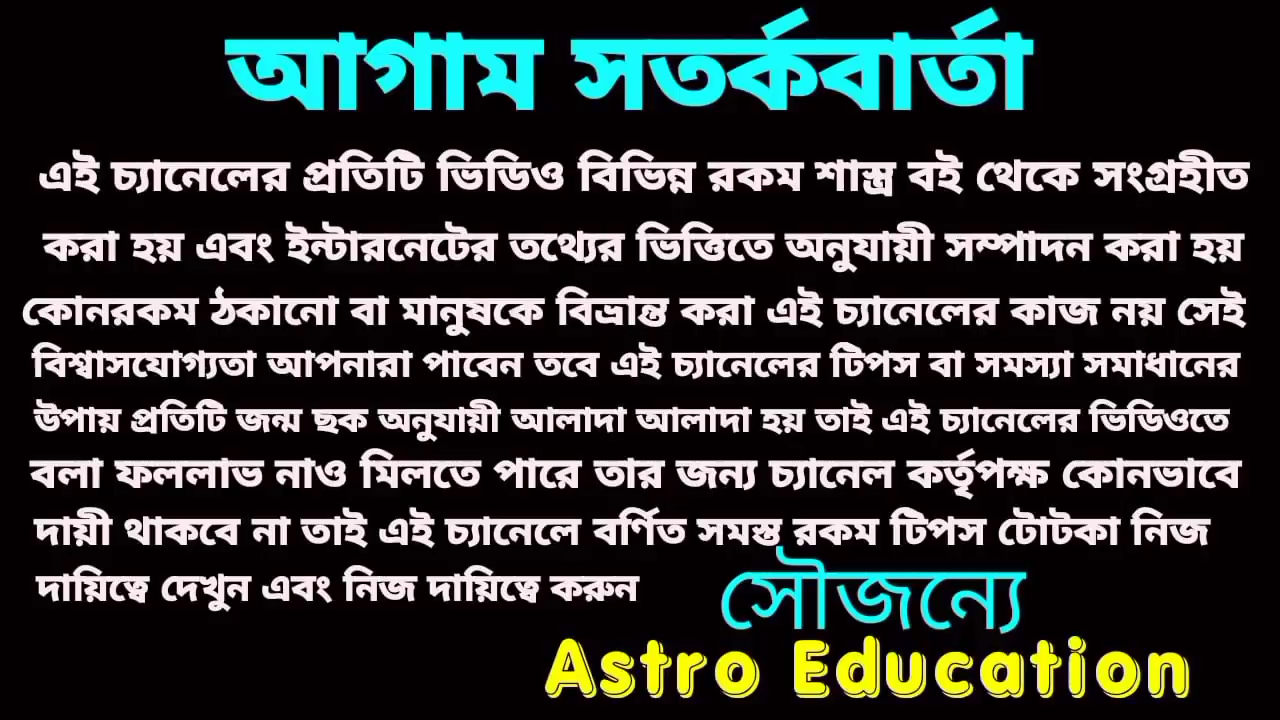 আগাম সতর্কবার্তা
এই চ্যানেলের প্রতিটি ভিডিও বিভিন্ন রকম শাস্ত্র বই থেকে সংগ্রহীত
করা হয় এবং ইন্টারনেটের তথ্যের ভিত্তিতে অনুযায়ী সম্পাদন করা হয়
কোনরকম ঠকানো বা মানুষকে বিভ্রান্ত করা এই চ্যানেলের কাজ নয় সেই
বিশ্বাসযোগ্যতা আপনারা পাবেন তবে এই চ্যানেলের টিপস বা সমস্যা সমাধানের
উপায় প্রতিটি জন্ম ছক অনুযায়ী আলাদা আলাদা হয় তাই এই চ্যানেলের ভিডিওতে
বলা ফললাভ নাও মিলতে পারে তার জন্য চ্যানেল কর্তৃপক্ষ কোনভাবে
দায়ী থাকবে না তাই এই চ্যানেলে বর্ণিত সমস্ত রকম টিপস টোটকা নিজ
দায়িত্বে দেখুন এবং নিজ দায়িত্বে করুন
সৌজন্যে
Astro Education